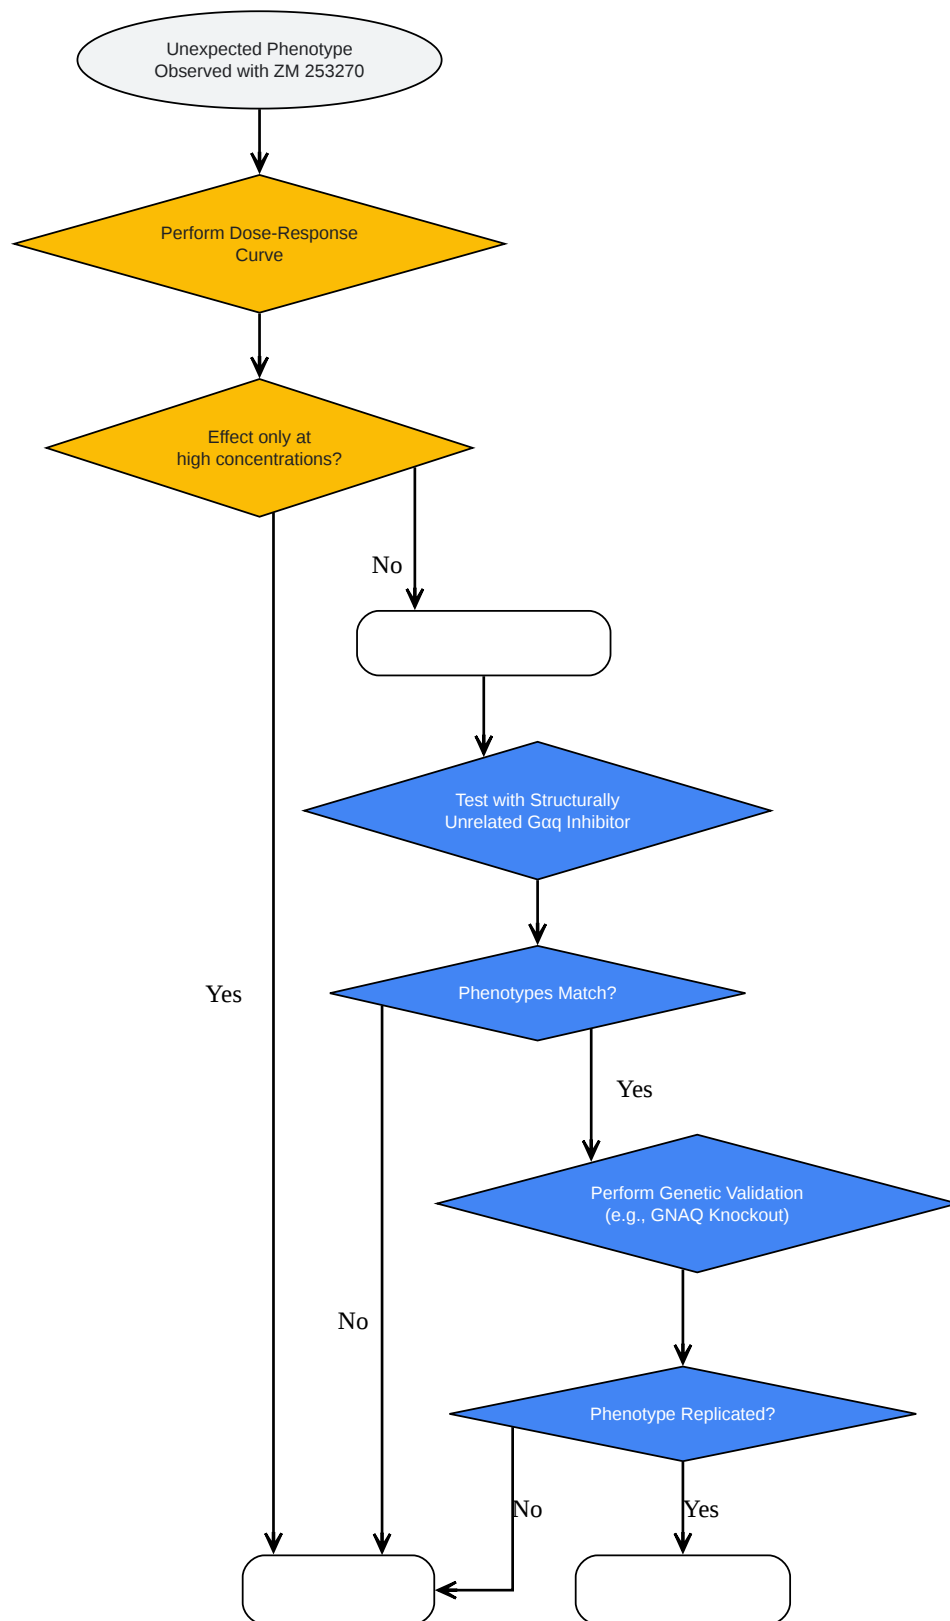 Unexpected Phenotype
Observed with ZM 253270
Perform Dose-Response
Curve
Effect only at
high concentrations?
No
Test with Structurally
Unrelated Gαq Inhibitor
Yes
Phenotypes Match?
Yes
Perform Genetic Validation
(e.g., GNAQ Knockout)
No
Phenotype Replicated?
No
Yes